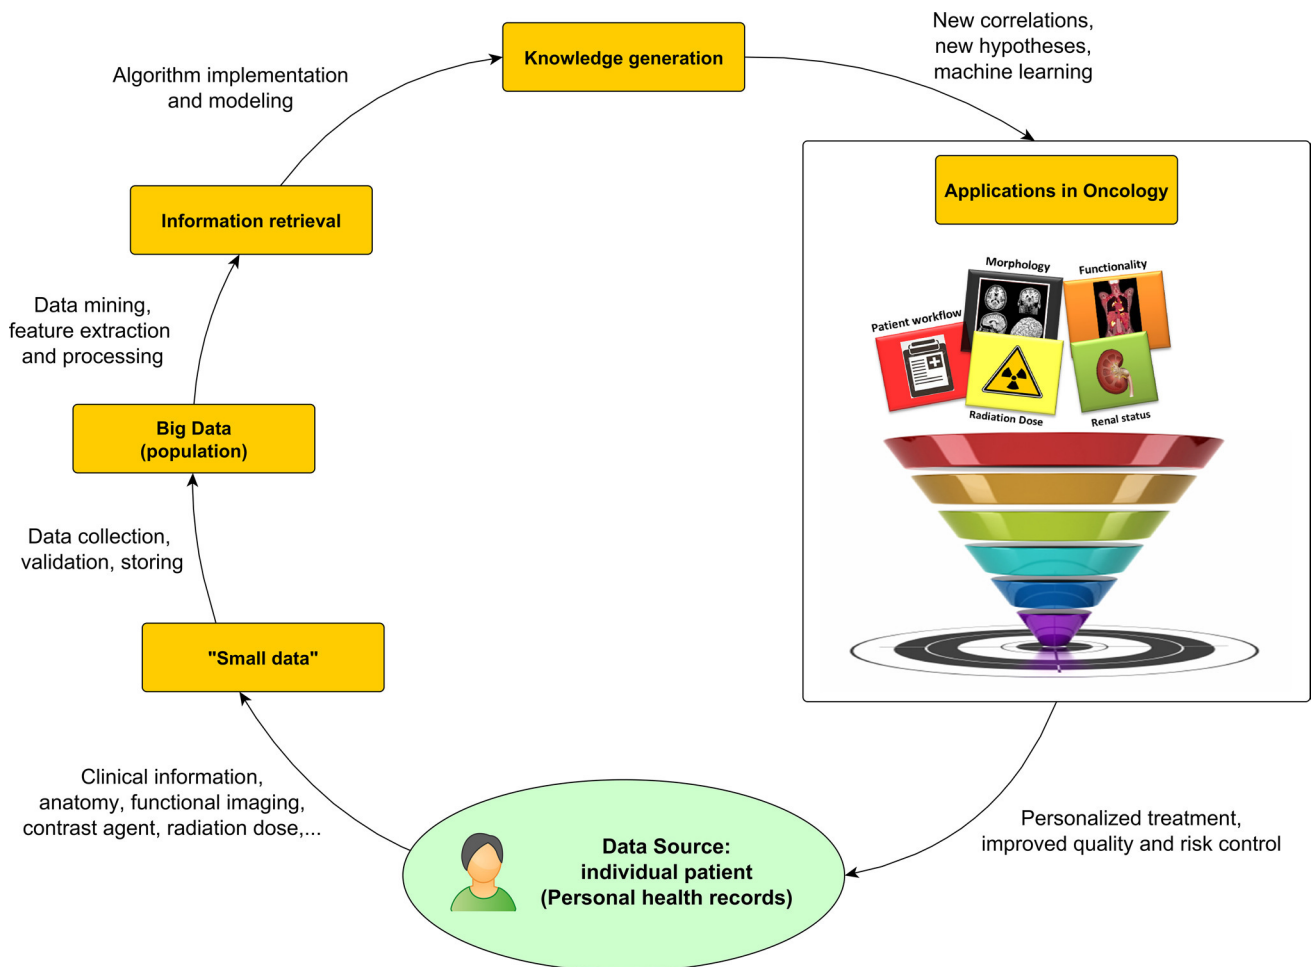 Knowledge generation
New correlations,
new hypotheses,
machine learning
Algorithm implementation
and modeling
Applications in Oncology
Information retrieval
Morphology
Functionality
Patient workflow
Radiation Dose
Renal status
Data mining,
feature extraction
and processing
Big Data
(population)
Data collection,
validation, storing
"Small data"
Clinical information,
anatomy, functional imaging,
contrast agent, radiation dose,...
Data Source:
individual patient
(Personal health records)
Personalized treatment,
improved quality and risk control